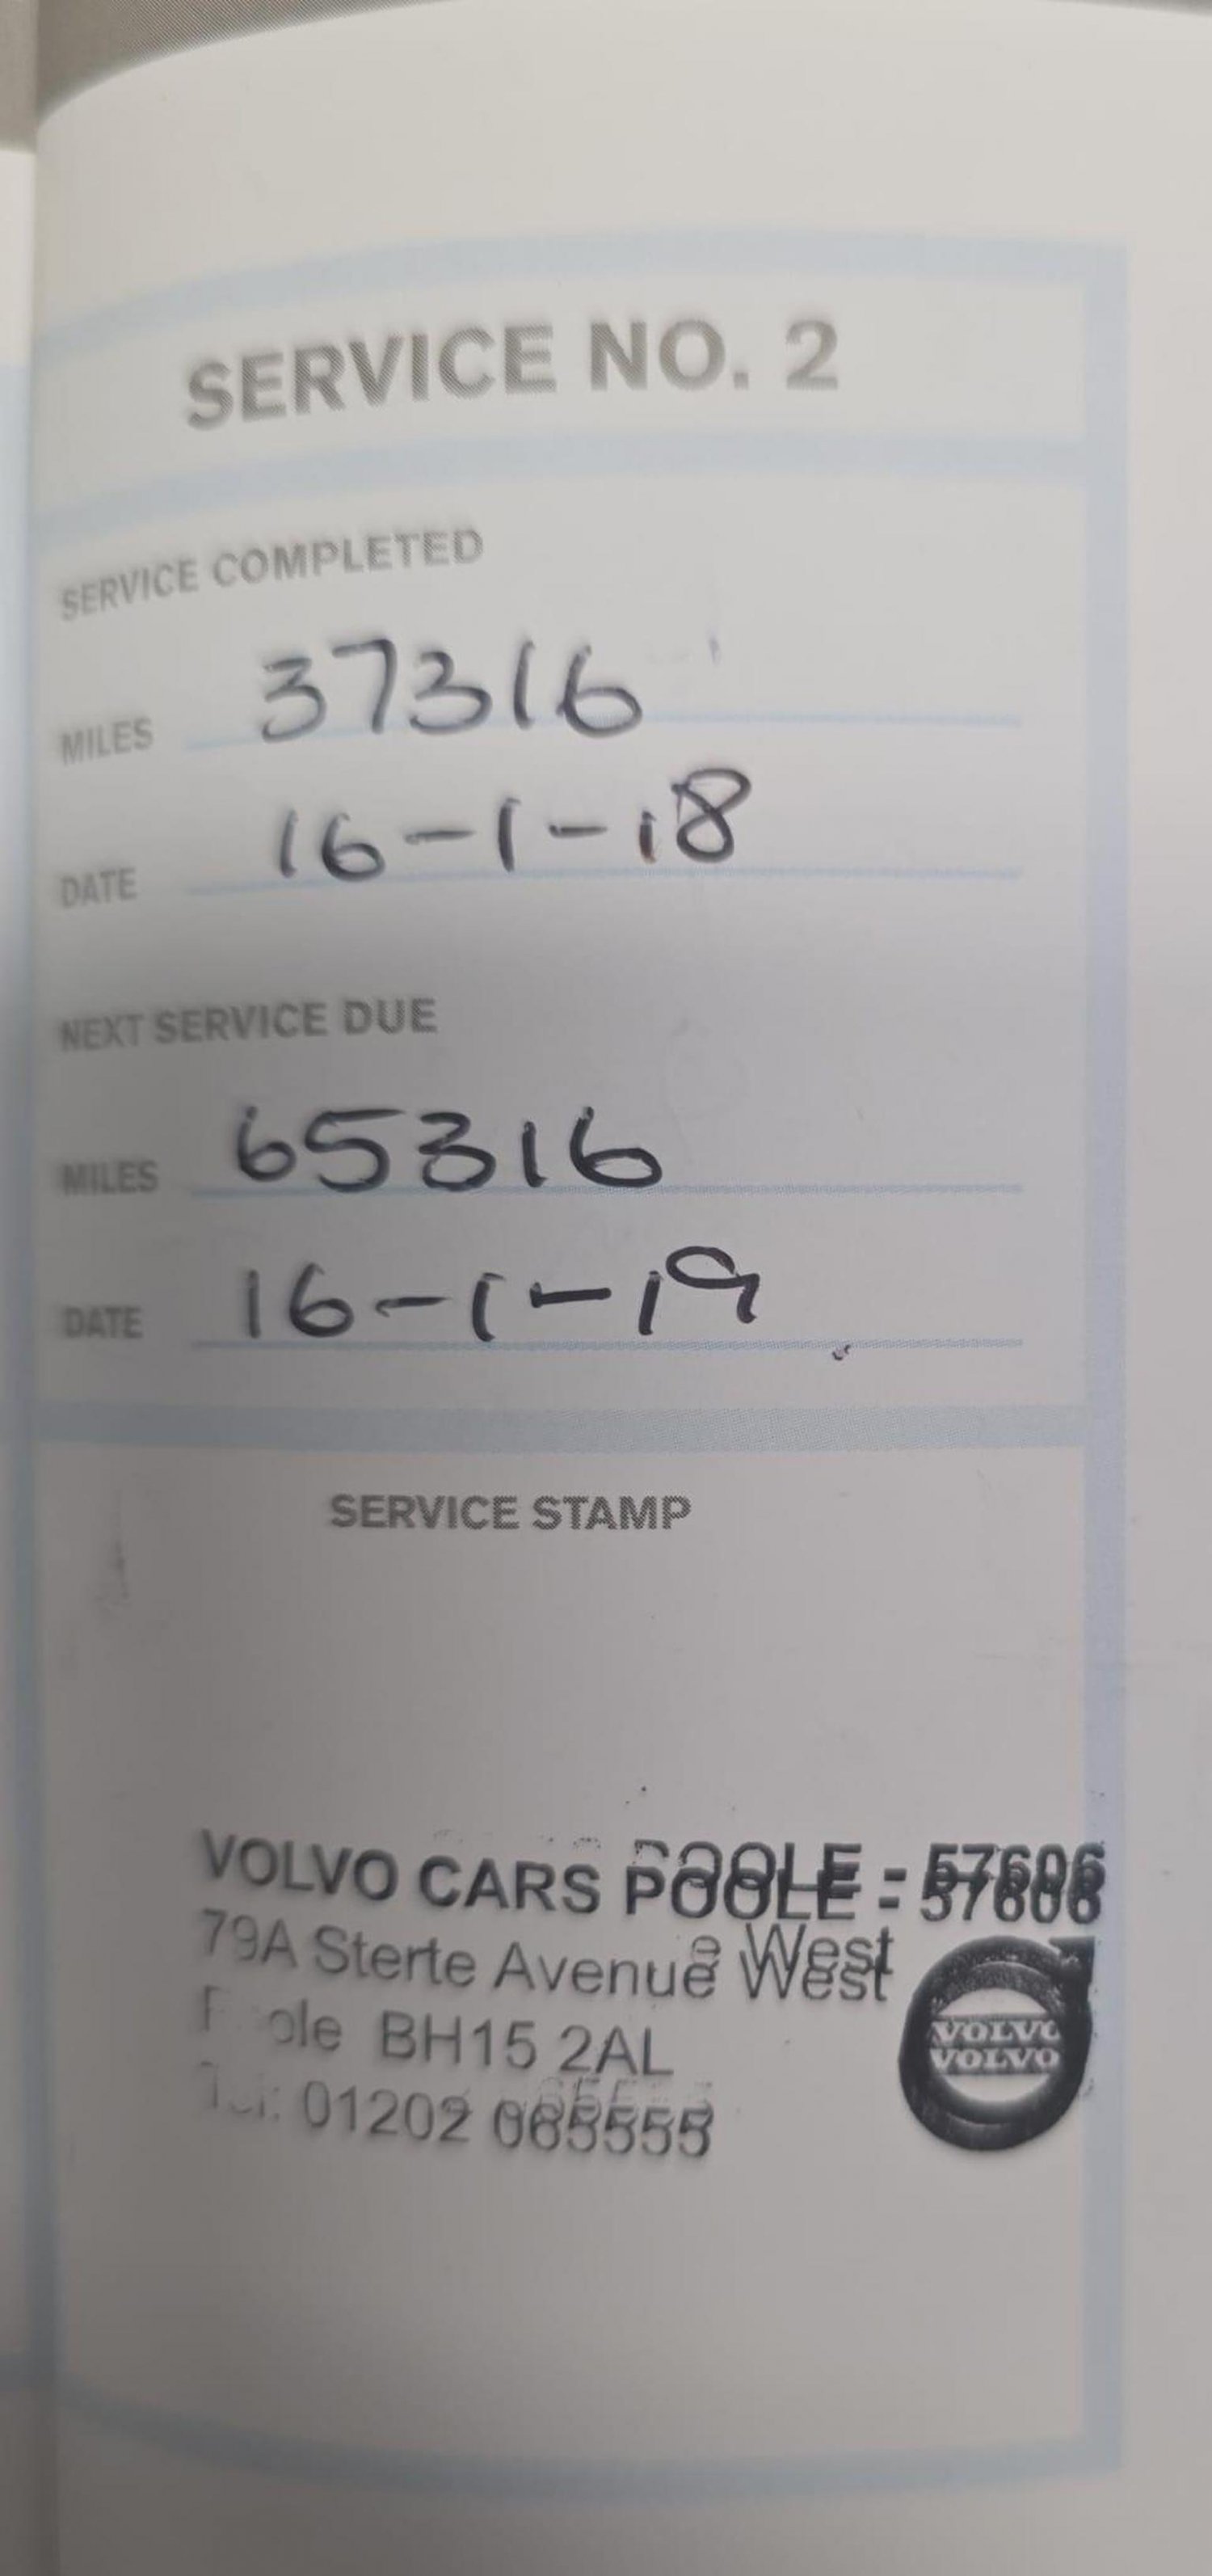 SERVICE NO. 2
SERVICE COMPLETED
MILES 37316
DATE 16-1-18
NEXT SERVICE DUE
MILES 65316
DATE 16-1-19
SERVICE STAMP
VOLVO CARS POOLE - 57606
79A Sterte Avenue West
BH15 2AL
01202
VOLVO
VOLVO